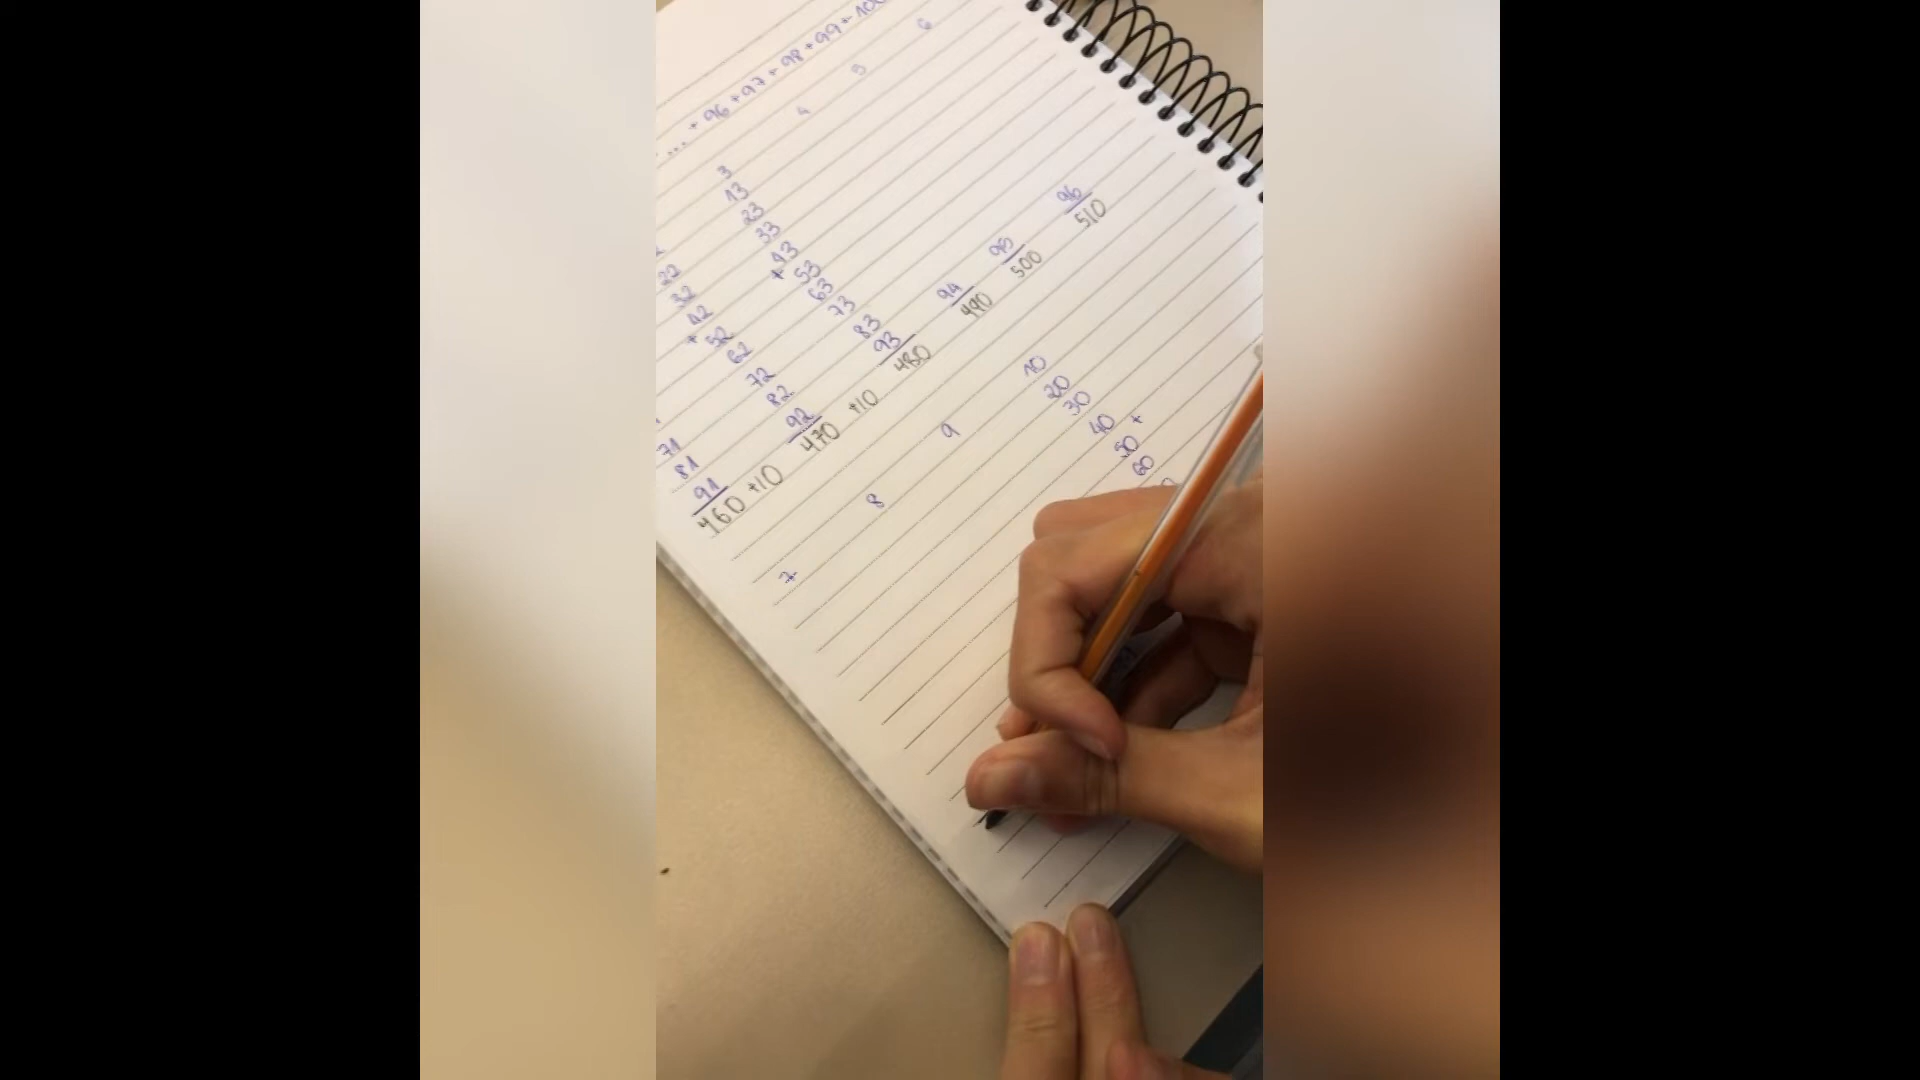 ... + 96 + 97 + 98 + 99 + 100
3 4 5 6
13
22 23
32 33
42 + 43
+ 52 53
62 63
71 72 73
81 82 83
91 92 93 94 95 96
460 +10 470 +10 480 490 500 510
7 8 9 10
20
30
40
50 +
60